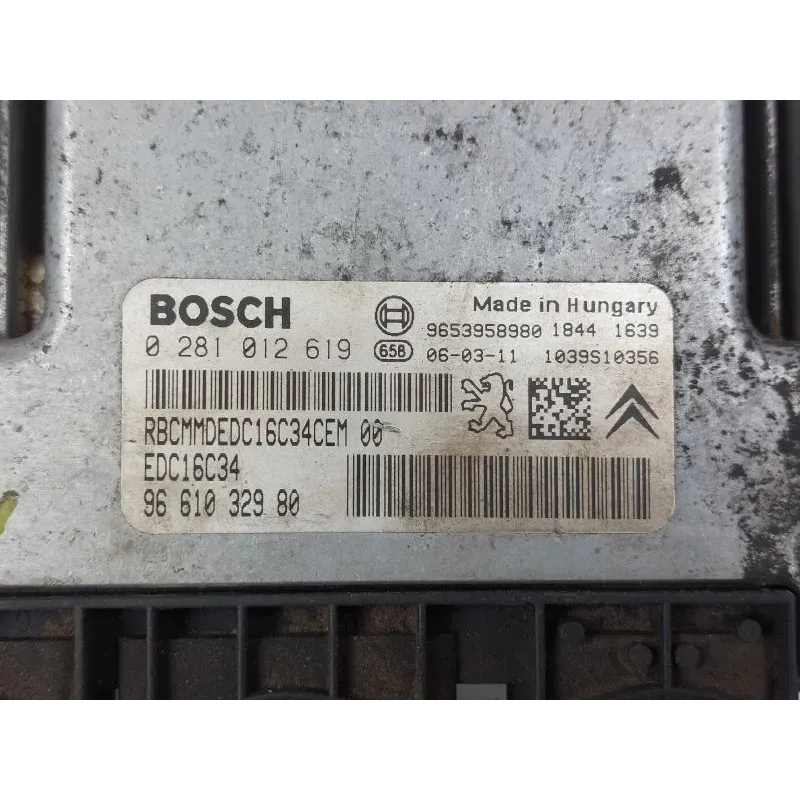 BOSCH
Made in Hungary
9653958980 1844 1639
0 281 012 619 658 06-03-11 1039S10356
RBCMMDEDC16C34CEM 00
EDC16C34
96 610 329 80